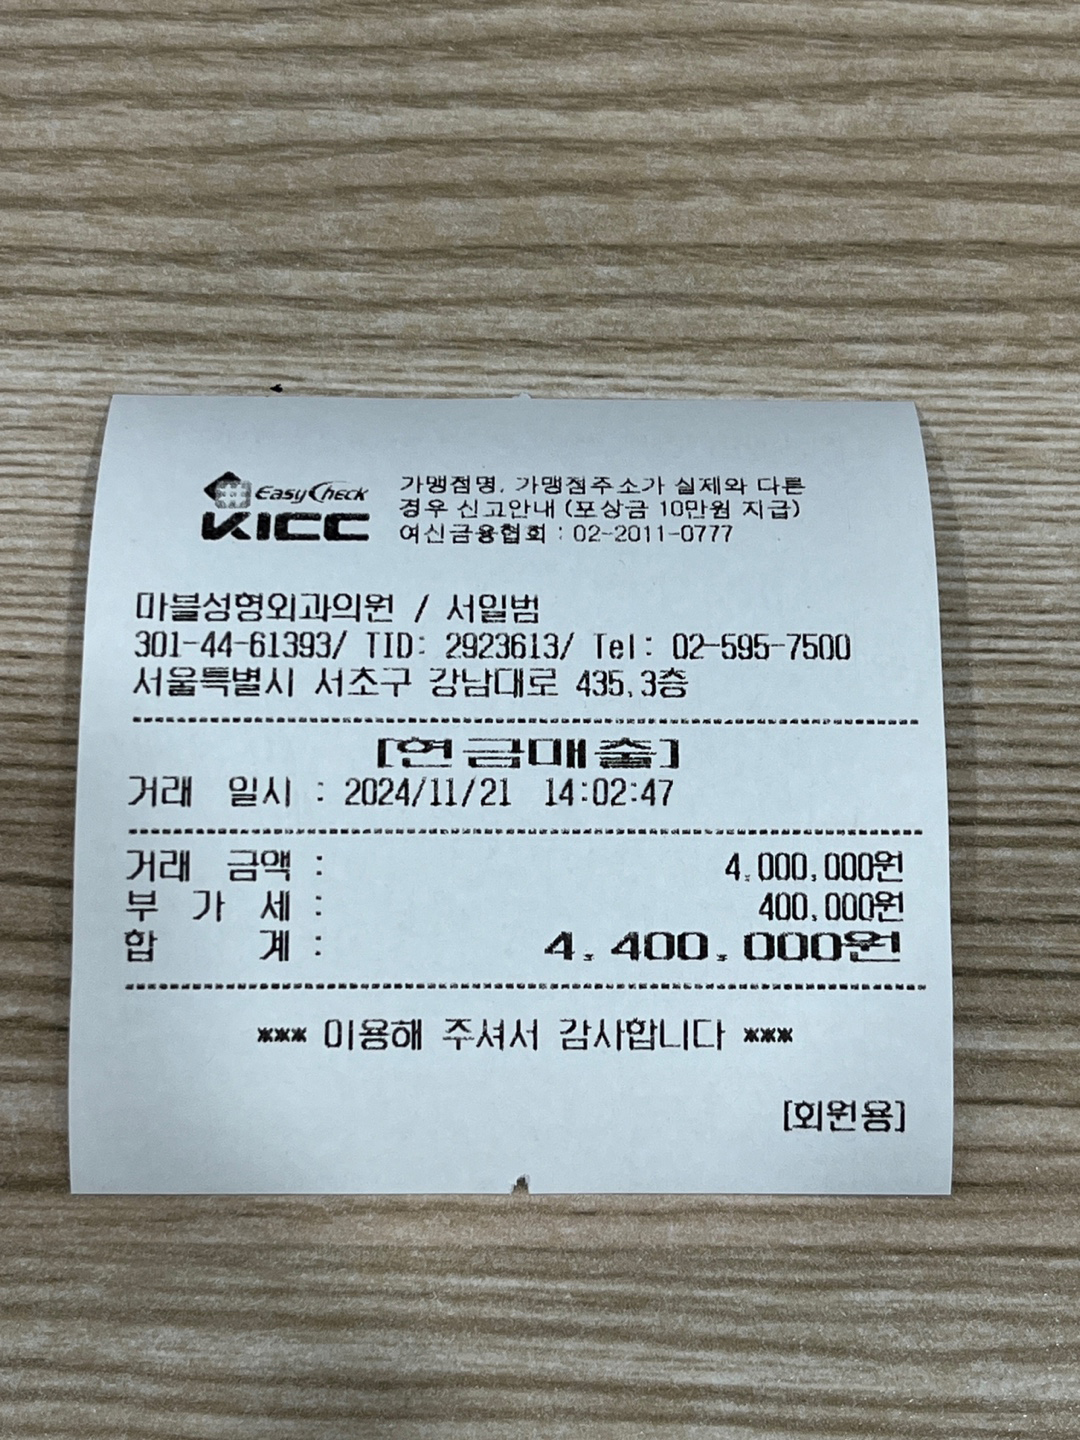 EasyCheck
KICC
가맹점명, 가맹점주소가 실제와 다른
경우 신고안내 (포상금 10만원 지급)
여신금융협회 : 02-2011-0777
마블성형외과의원 / 서일범
301-44-61393/ TID: 2923613/ Tel: 02-595-7500
서울특별시 서초구 강남대로 435,3층
[현금매출]
거래 일시 : 2024/11/21 14:02:47
거래 금액 : 4,000,000원
부 가 세 : 400,000원
합 계 : 4,400,000원
*** 이용해 주셔서 감사합니다 ***
[회원용]